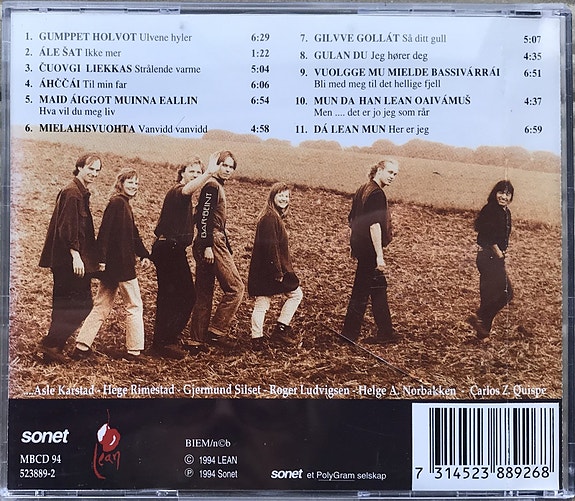 1. GUMPPET HOLVOT Ulvene hyler 6:29
2. ÁLE ŠAT Ikke mer 1:22
3. ČUOVGI LIEKKAS Strålende varme 5:04
4. ÁHČČÁI Til min far 6:06
5. MAID ÁIGGOT MUINNA EALLIN 6:54
Hva vil du meg liv
6. MIELAHISVUOHTA Vanvidd vanvidd 4:58
7. GILVVE GOLLÁT Så ditt gull 5:07
8. GULAN DU Jeg hører deg 4:35
9. VUOLGGE MU MIELDE BASSIVÁRRÁI 6:51
Bli med meg til det hellige fjell
10. MUN DA HAN LEAN OAIVÁMUŠ 4:37
Men .... det er jo jeg som rår
11. DÁ LEAN MUN Her er jeg 6:59
...Asle Karstad - Hege Rimestad - Gjermund Silset - Roger Ludvigsen - Helge A. Norbakken - Carlos Z. Quispe
sonet
MBCD 94
523889-2
Lean
BIEM/n©b
© 1994 LEAN
℗ 1994 Sonet
sonet et PolyGram selskap
7 314523 889268